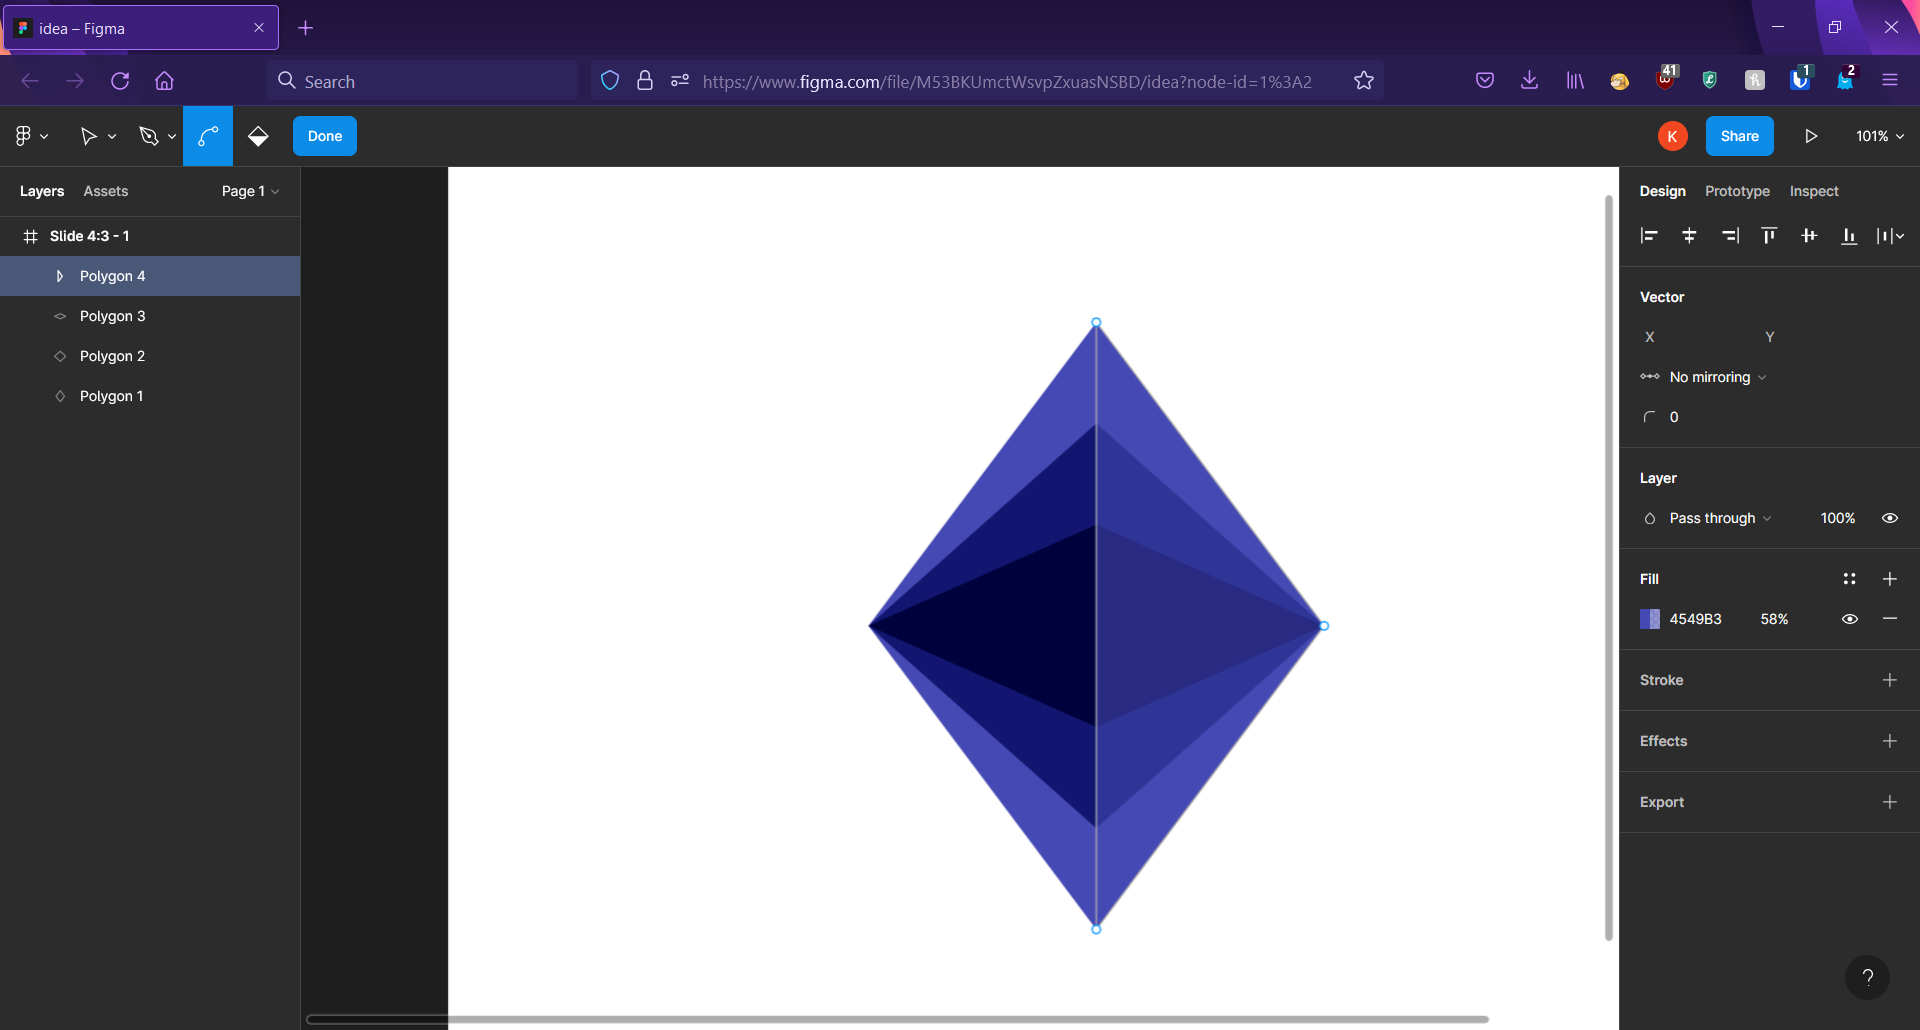 idea – Figma
Search
https://www.figma.com/file/M53BKUmctWsvpZxuasNSBD/idea?node-id=1%3A2
41
1
2
Done
K
Share
101%
Layers
Assets
Page 1
Slide 4:3 - 1
Polygon 4
Polygon 3
Polygon 2
Polygon 1
Design
Prototype
Inspect
Vector
X
Y
No mirroring
0
Layer
Pass through
100%
Fill
4549B3
58%
Stroke
Effects
Export
?